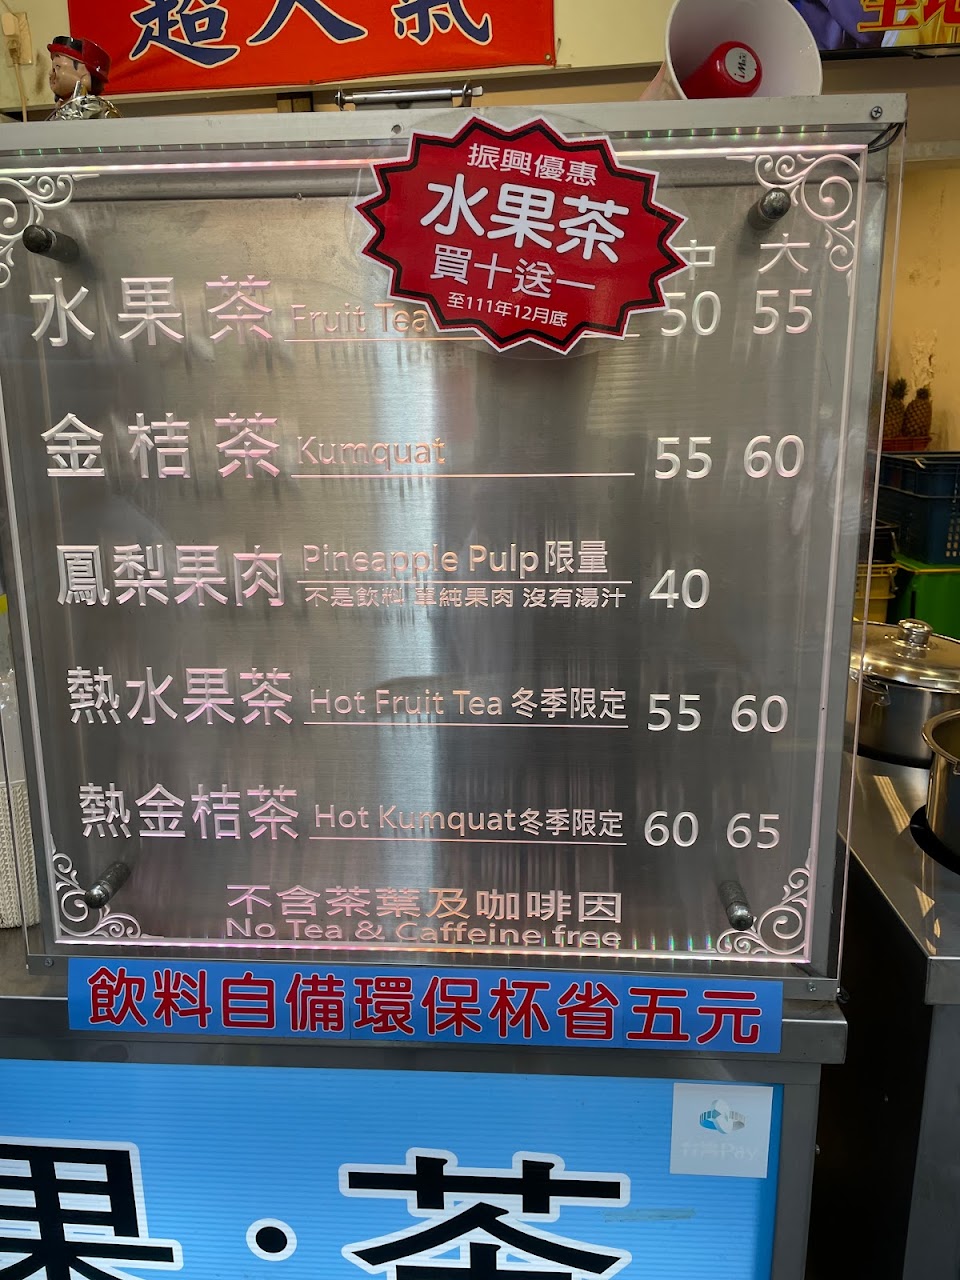 超人氣
iMii
振興優惠
水果茶
買十送一
至111年12月底
中 大
水果茶 Fruit Tea 50 55
金桔茶 Kumquat 55 60
鳳梨果肉 Pineapple Pulp 限量 40
不是飲料 單純果肉 沒有湯汁
熱水果茶 Hot Fruit Tea 冬季限定 55 60
熱金桔茶 Hot Kumquat 冬季限定 60 65
不含茶葉及咖啡因
No Tea & Caffeine free
飲料自備環保杯省五元
台灣Pay
果·茶